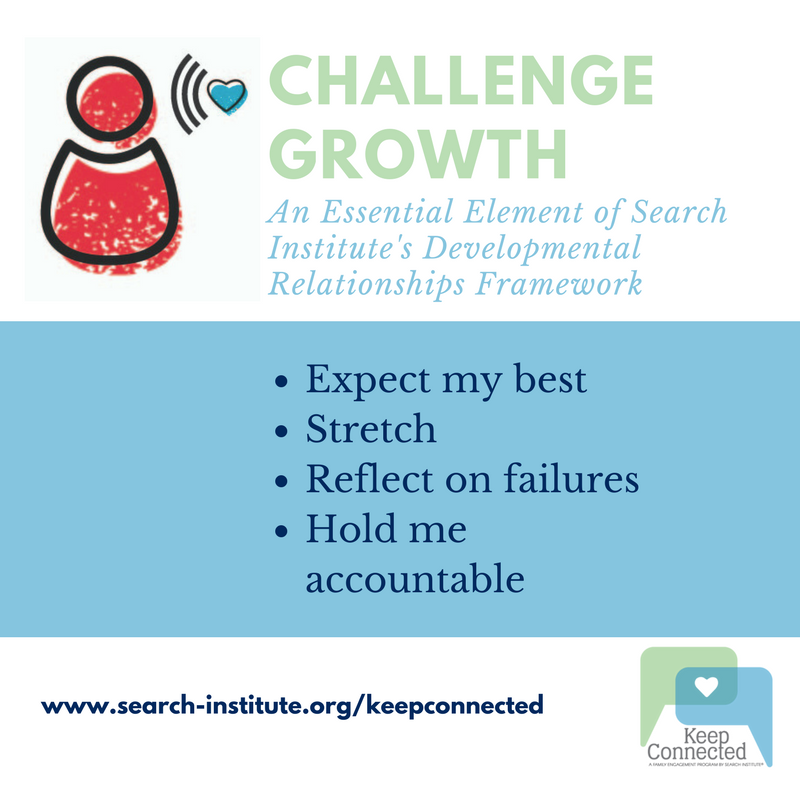 CHALLENGE
GROWTH
An Essential Element of Search
Institute's Developmental
Relationships Framework
• Expect my best
• Stretch
• Reflect on failures
• Hold me
accountable
www.search-institute.org/keepconnected
Keep
Connected
A FAMILY ENGAGEMENT PROGRAM BY SEARCH INSTITUTE®